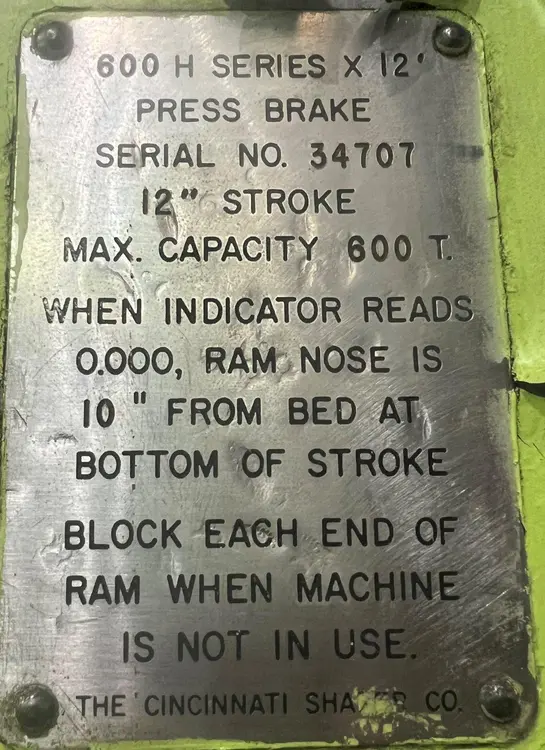 600 H SERIES X 12'
PRESS BRAKE
SERIAL NO. 34707
12" STROKE
MAX. CAPACITY 600 T.
WHEN INDICATOR READS
0.000, RAM NOSE IS
10" FROM BED AT
BOTTOM OF STROKE
BLOCK EACH END OF
RAM WHEN MACHINE
IS NOT IN USE.
THE CINCINNATI SHAPER CO.